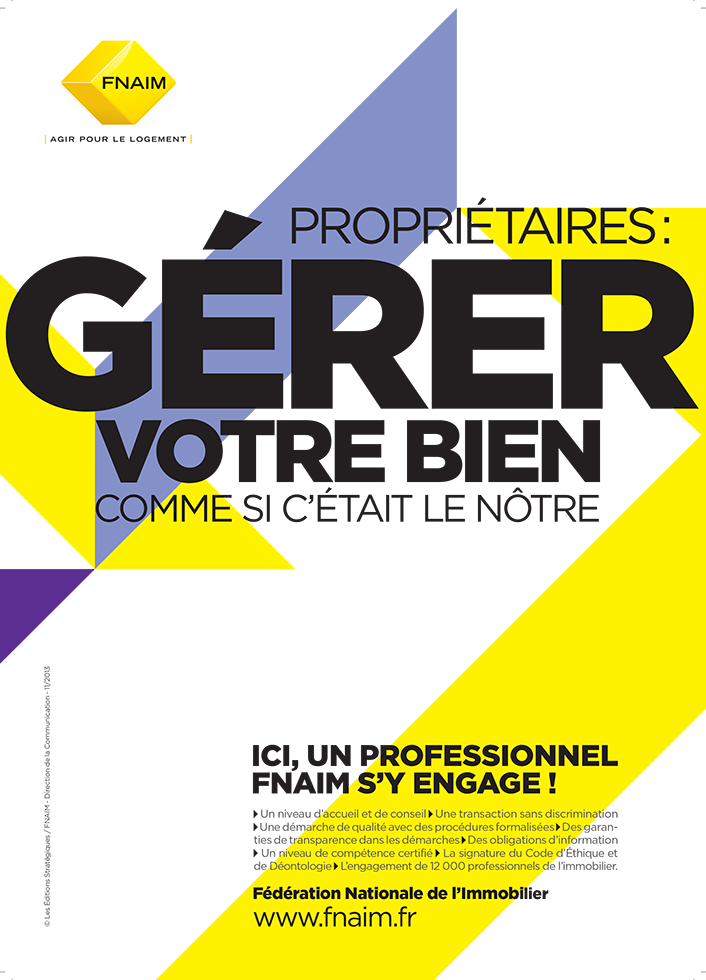 FNAIM
| AGIR POUR LE LOGEMENT |
PROPRIÉTAIRES :
GÉRER
VOTRE BIEN
COMME SI C’ÉTAIT LE NÔTRE
© Les Éditions Stratégiques / FNAIM - Direction de la Communication - 11/2013
ICI, UN PROFESSIONNEL
FNAIM S’Y ENGAGE !
Un niveau d’accueil et de conseil Une transaction sans discrimination
Une démarche de qualité avec des procédures formalisées Des garan-
ties de transparence dans les démarches Des obligations d’information
Un niveau de compétence certifié La signature du Code d’Éthique et
de Déontologie L’engagement de 12 000 professionnels de l’immobilier.
Fédération Nationale de l’Immobilier
www.fnaim.fr